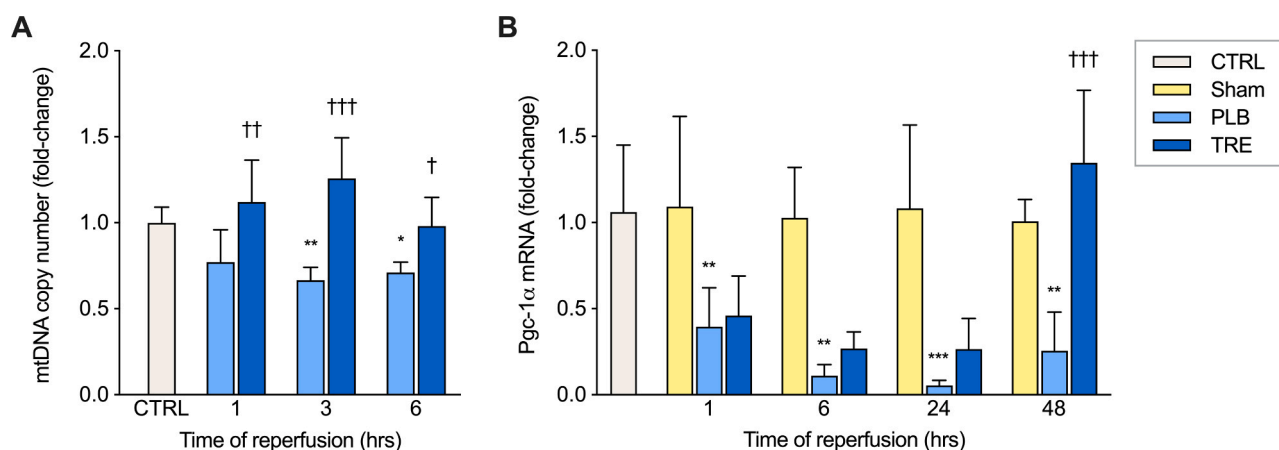 A
mtDNA copy number (fold-change)
2.0
1.5
1.0
0.5
0.0
††
†††
†
**
*
CTRL 1 3 6
Time of reperfusion (hrs)
B
Pgc-1α mRNA (fold-change)
2.0
1.5
1.0
0.5
0.0
†††
**
**
***
**
1 6 24 48
Time of reperfusion (hrs)
CTRL
Sham
PLB
TRE